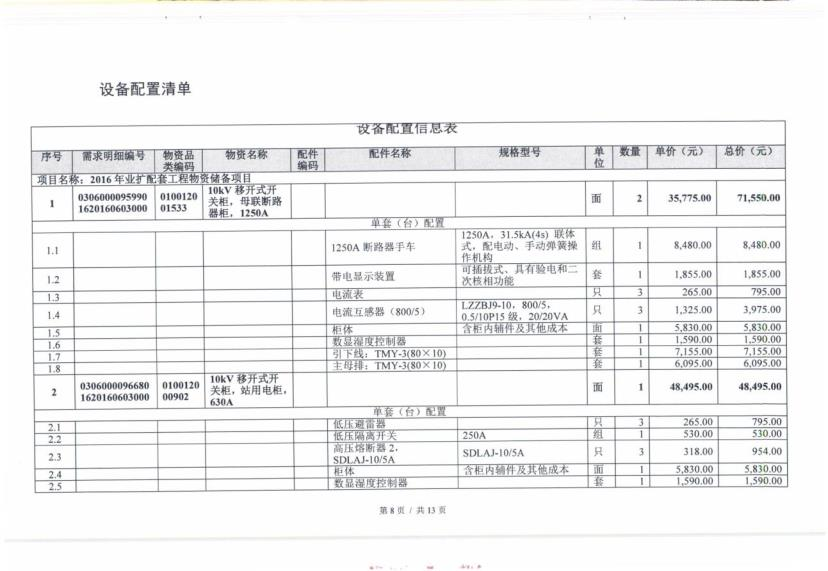 设备配置清单
设备配置信息表
序号 需求明细编号 物资品类编码 物资名称 配件编码 配件名称 规格型号 单位 数量 单价（元） 总价（元）
项目名称：2016 年业扩配套工程物资储备项目
1 0306000095990 1620160603000 0100120 01533 10kV 移开式开关柜，母联断路器柜，1250A 面 2 35,775.00 71,550.00
单套（台）配置
1.1 1250A 断路器手车 1250A，31.5kA(4s) 联体式，配电动、手动弹簧操作机构 组 1 8,480.00 8,480.00
1.2 带电显示装置 可插拔式、具有验电和二次核相功能 套 1 1,855.00 1,855.00
1.3 电流表 只 3 265.00 795.00
1.4 电流互感器（800/5） LZZBJ9-10，800/5，0.5/10P15 级，20/20VA 只 3 1,325.00 3,975.00
1.5 柜体 含柜内辅件及其他成本 面 1 5,830.00 5,830.00
1.6 数显湿度控制器 套 1 1,590.00 1,590.00
1.7 引下线：TMY-3(80×10) 套 1 7,155.00 7,155.00
1.8 主母排：TMY-3(80×10) 套 1 6,095.00 6,095.00
2 0306000096680 1620160603000 0100120 00902 10kV 移开式开关柜，站用电柜，630A 面 1 48,495.00 48,495.00
单套（台）配置
2.1 低压避雷器 只 3 265.00 795.00
2.2 低压隔离开关 250A 组 1 530.00 530.00
2.3 高压熔断器 2，SDLAJ-10/5A SDLAJ-10/5A 只 3 318.00 954.00
2.4 柜体 含柜内辅件及其他成本 面 1 5,830.00 5,830.00
2.5 数显湿度控制器 套 1 1,590.00 1,590.00
第 8 页 / 共 13 页